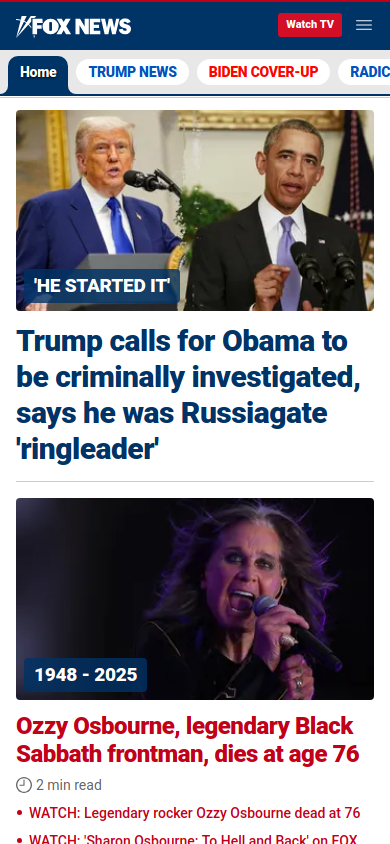 FOX NEWS
Watch TV
Home
TRUMP NEWS
BIDEN COVER-UP
RADIC
'HE STARTED IT'
Trump calls for Obama to
be criminally investigated,
says he was Russiagate
'ringleader'
1948 - 2025
Ozzy Osbourne, legendary Black
Sabbath frontman, dies at age 76
2 min read
• WATCH: Legendary rocker Ozzy Osbourne dead at 76
• WATCH: 'Sharon Osbourne: To Hell and Back' on FOX